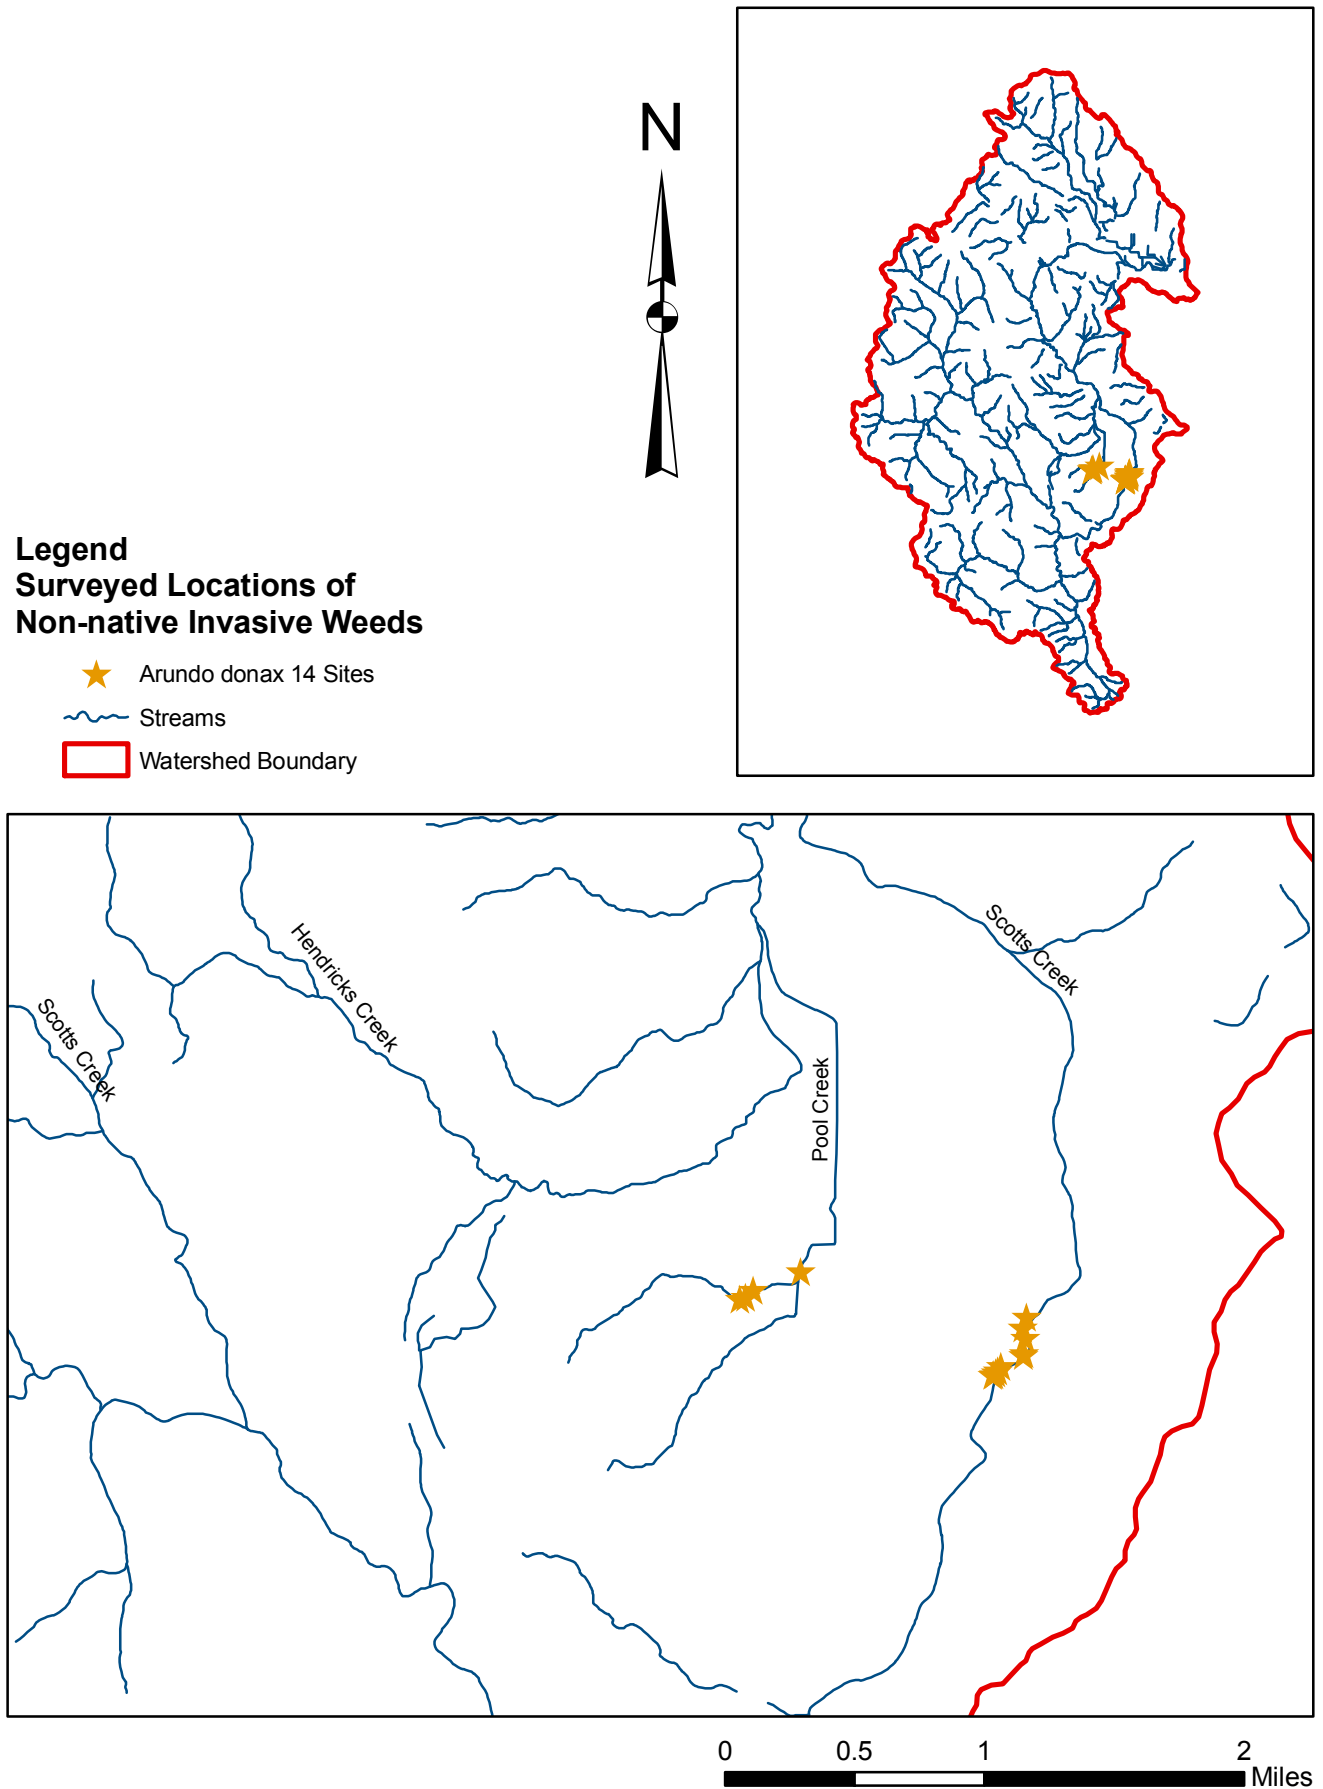 N
Legend
Surveyed Locations of
Non-native Invasive Weeds
Arundo donax 14 Sites
Streams
Watershed Boundary
Scotts Creek
Hendricks Creek
Scotts Creek
Pool Creek
0 0.5 1 2
Miles